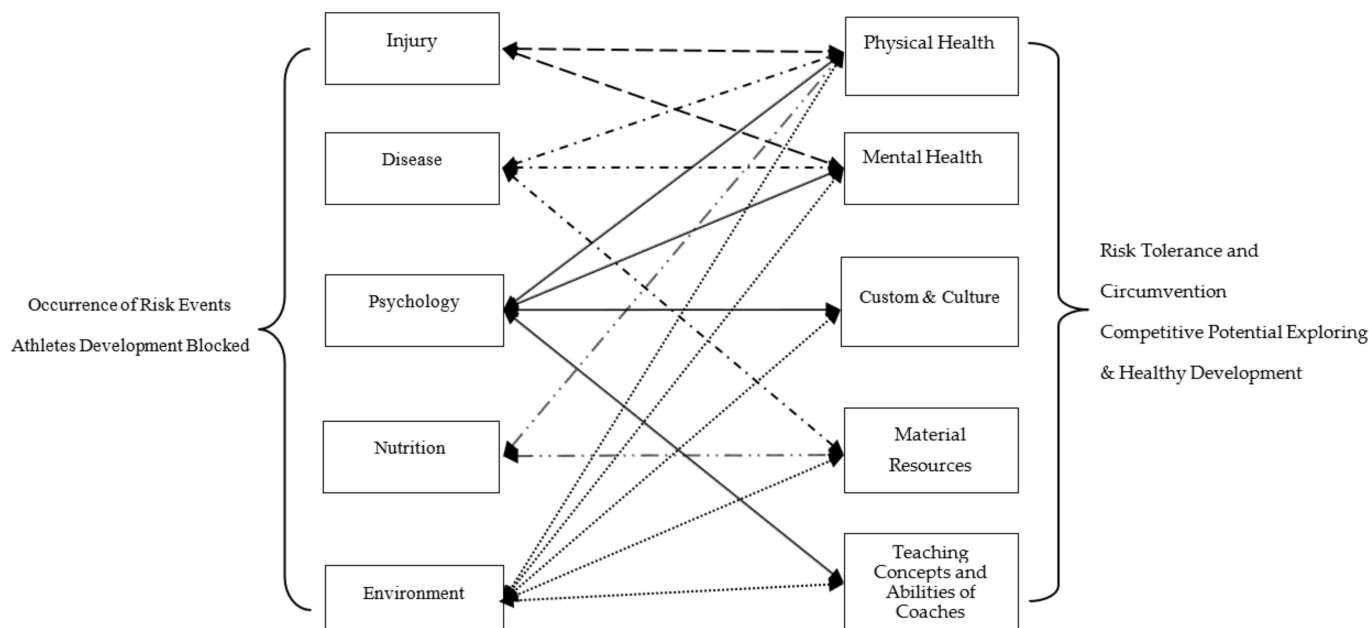 Occurrence of Risk Events
Athletes Development Blocked
Injury
Disease
Psychology
Nutrition
Environment
Physical Health
Mental Health
Custom & Culture
Material
Resources
Teaching
Concepts and
Abilities of
Coaches
Risk Tolerance and
Circumvention
Competitive Potential Exploring
& Healthy Development